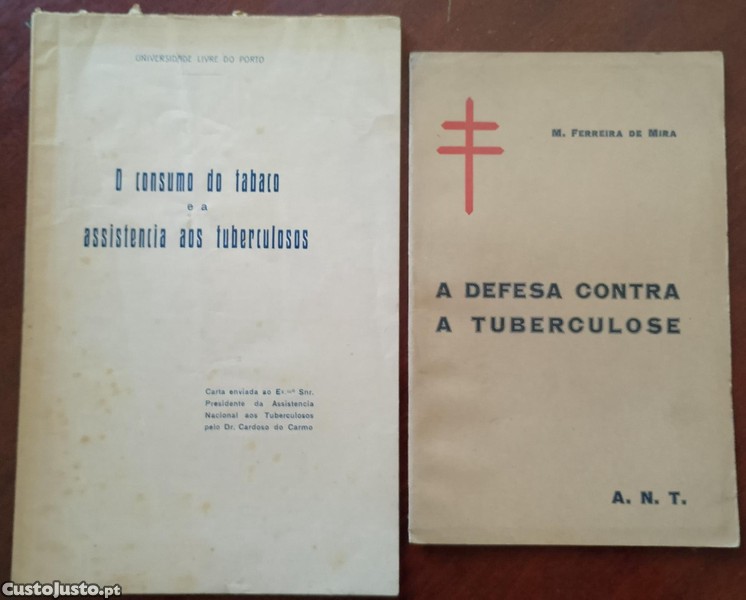 UNIVERSIDADE LIVRE DO PORTO
O consumo do tabaco
e a
assistencia aos tuberculosos
Carta enviada ao Ex.mo Snr.
Presidente da Assistencia
Nacional aos Tuberculosos
pelo Dr. Cardoso do Carmo
M. FERREIRA DE MIRA
A DEFESA CONTRA
A TUBERCULOSE
A. N. T.
CustoJusto.pt